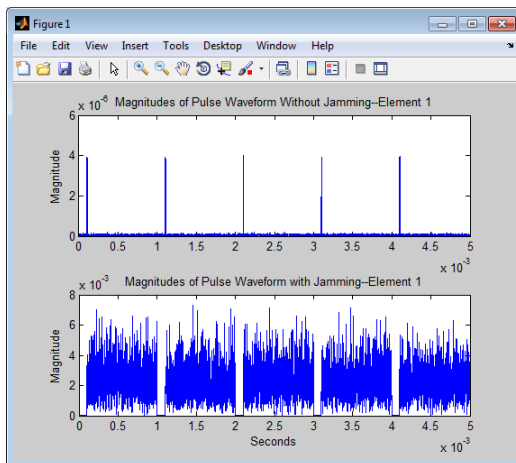 Figure 1
File Edit View Insert Tools Desktop Window Help
x 10^-6
Magnitudes of Pulse Waveform Without Jamming--Element 1
Magnitude
6
4
2
0
0 0.5 1 1.5 2 2.5 3 3.5 4 4.5 5
x 10^-3
x 10^-3
Magnitudes of Pulse Waveform with Jamming--Element 1
Magnitude
8
6
4
2
0
0 0.5 1 1.5 2 2.5 3 3.5 4 4.5 5
Seconds
x 10^-3